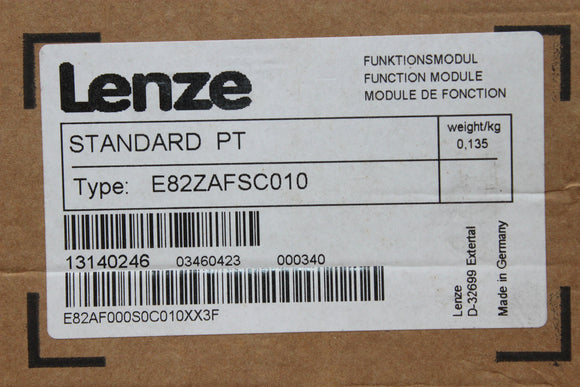 Lenze
FUNKTIONSMODUL
FUNCTION MODULE
MODULE DE FONCTION
STANDARD PT
weight/kg
0,135
Type: E82ZAFSC010
13140246 03460423 000340
E82AF000S0C010XX3F
Lenze
D-32699 Extertal
Made in Germany